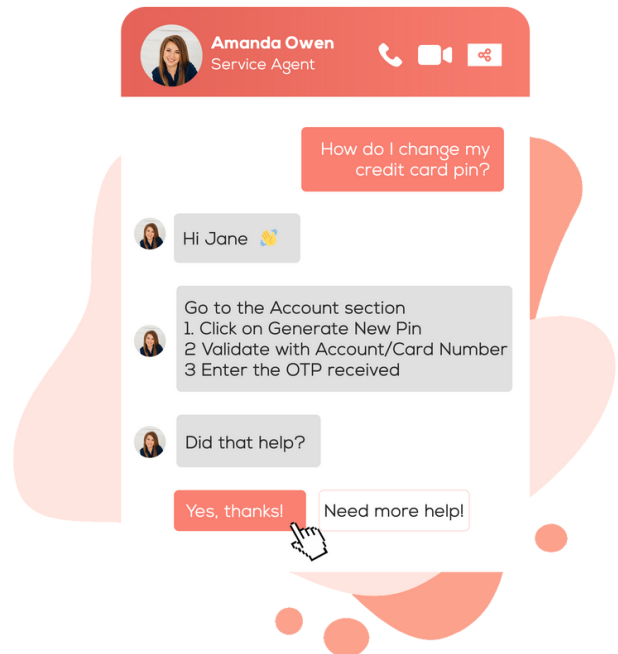 Amanda Owen
Service Agent
How do I change my
credit card pin?
Hi Jane 👋
Go to the Account section
1. Click on Generate New Pin
2 Validate with Account/Card Number
3 Enter the OTP received
Did that help?
Yes, thanks!
Need more help!